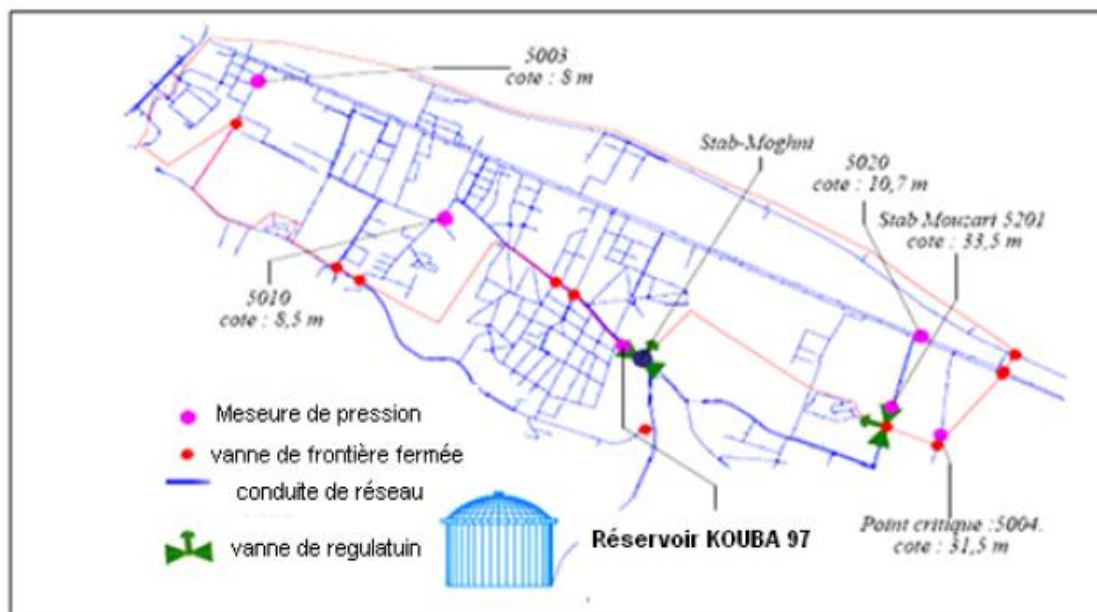 5003
cote : 8 m
Stab-Moghni
5020
cote : 10,7 m
Stab Mouzari 5201
cote : 33,5 m
5010
cote : 8,5 m
Meseure de pression
vanne de frontière fermée
conduite de réseau
vanne de regulatuin
Réservoir KOUBA 97
Point critique :5004.
cote : 31,5 m